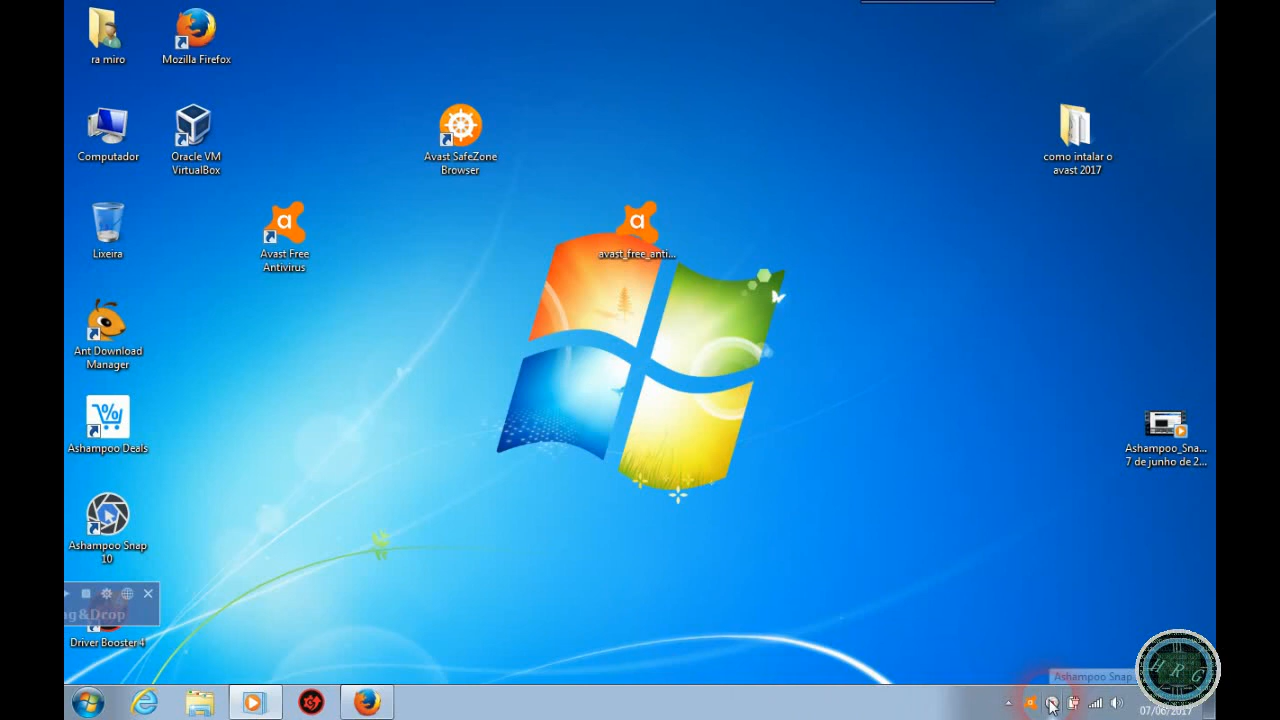 ra miro
Mozilla Firefox
Computador
Oracle VM
VirtualBox
Avast SafeZone
Browser
como intalar o
avast 2017
Lixeira
Avast Free
Antivirus
avast_free_anti...
Ant Download
Manager
Ashampoo Deals
Ashampoo_Sna...
7 de junho de 2...
Ashampoo Snap
10
ng&Drop
Driver Booster 4
Ashampoo Snap
HRG
07/06/2017